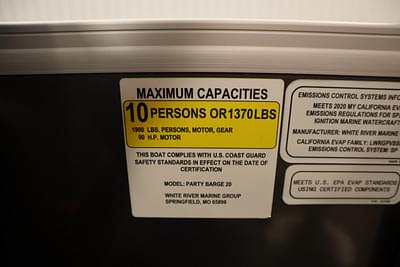 MAXIMUM CAPACITIES
10 PERSONS OR 1370 LBS
1900 LBS. PERSONS, MOTOR, GEAR
90 H.P. MOTOR
THIS BOAT COMPLIES WITH U.S. COAST GUARD
SAFETY STANDARDS IN EFFECT ON THE DATE OF
CERTIFICATION
MODEL: PARTY BARGE 20
WHITE RIVER MARINE GROUP
SPRINGFIELD, MO 65898
EMISSIONS CONTROL SYSTEMS INFO
MEETS 2020 MY CALIFORNIA EVAP
EMISSIONS REGULATIONS FOR SP
IGNITION MARINE WATERCRAFT
MANUFACTURER: WHITE RIVER MARINE
CALIFORNIA EVAP FAMILY:
EMISSIONS CONTROL SYSTEM: SP
MEETS U.S. EPA EVAP STANDARDS
USING CERTIFIED COMPONENTS